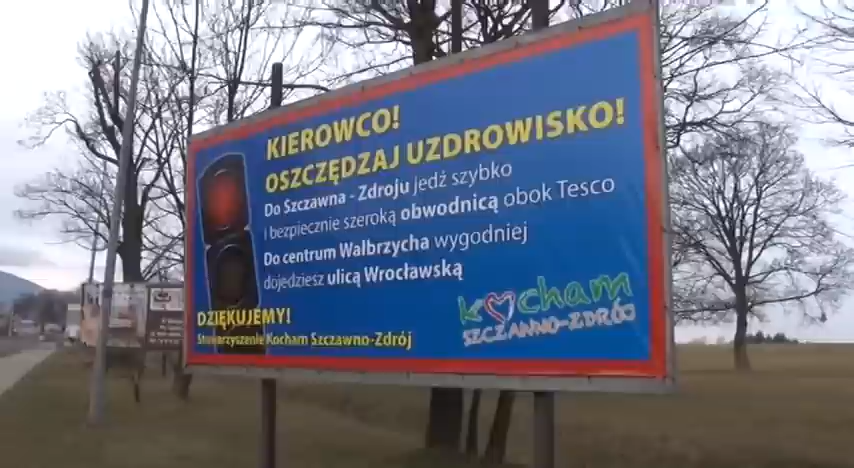 KIEROWCO!
OSZCZĘDZAJ UZDROWISKO!
Do Szczawna - Zdroju jedź szybko
i bezpiecznie szeroką obwodnicą obok Tesco
Do centrum Wałbrzycha wygodniej
dojedziesz ulicą Wrocławską
DZIĘKUJEMY!
Stowarzyszenie Kocham Szczawno-Zdrój
kocham
SZCZAWNO-ZDRÓJ